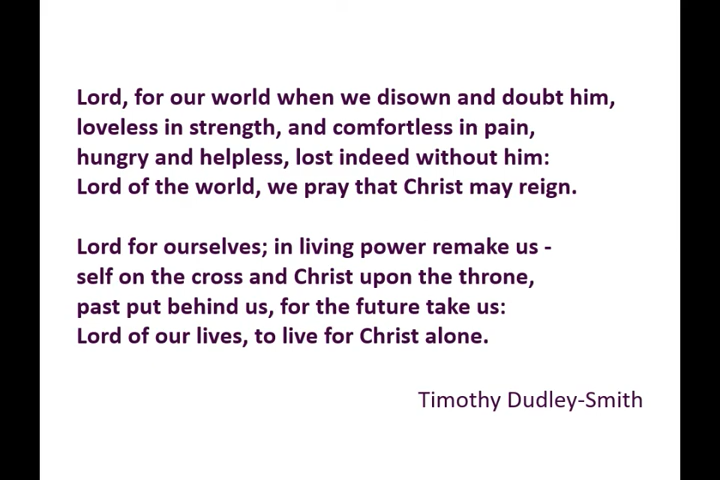 Lord, for our world when we disown and doubt him,
loveless in strength, and comfortless in pain,
hungry and helpless, lost indeed without him:
Lord of the world, we pray that Christ may reign.
Lord for ourselves; in living power remake us -
self on the cross and Christ upon the throne,
past put behind us, for the future take us:
Lord of our lives, to live for Christ alone.
Timothy Dudley-Smith